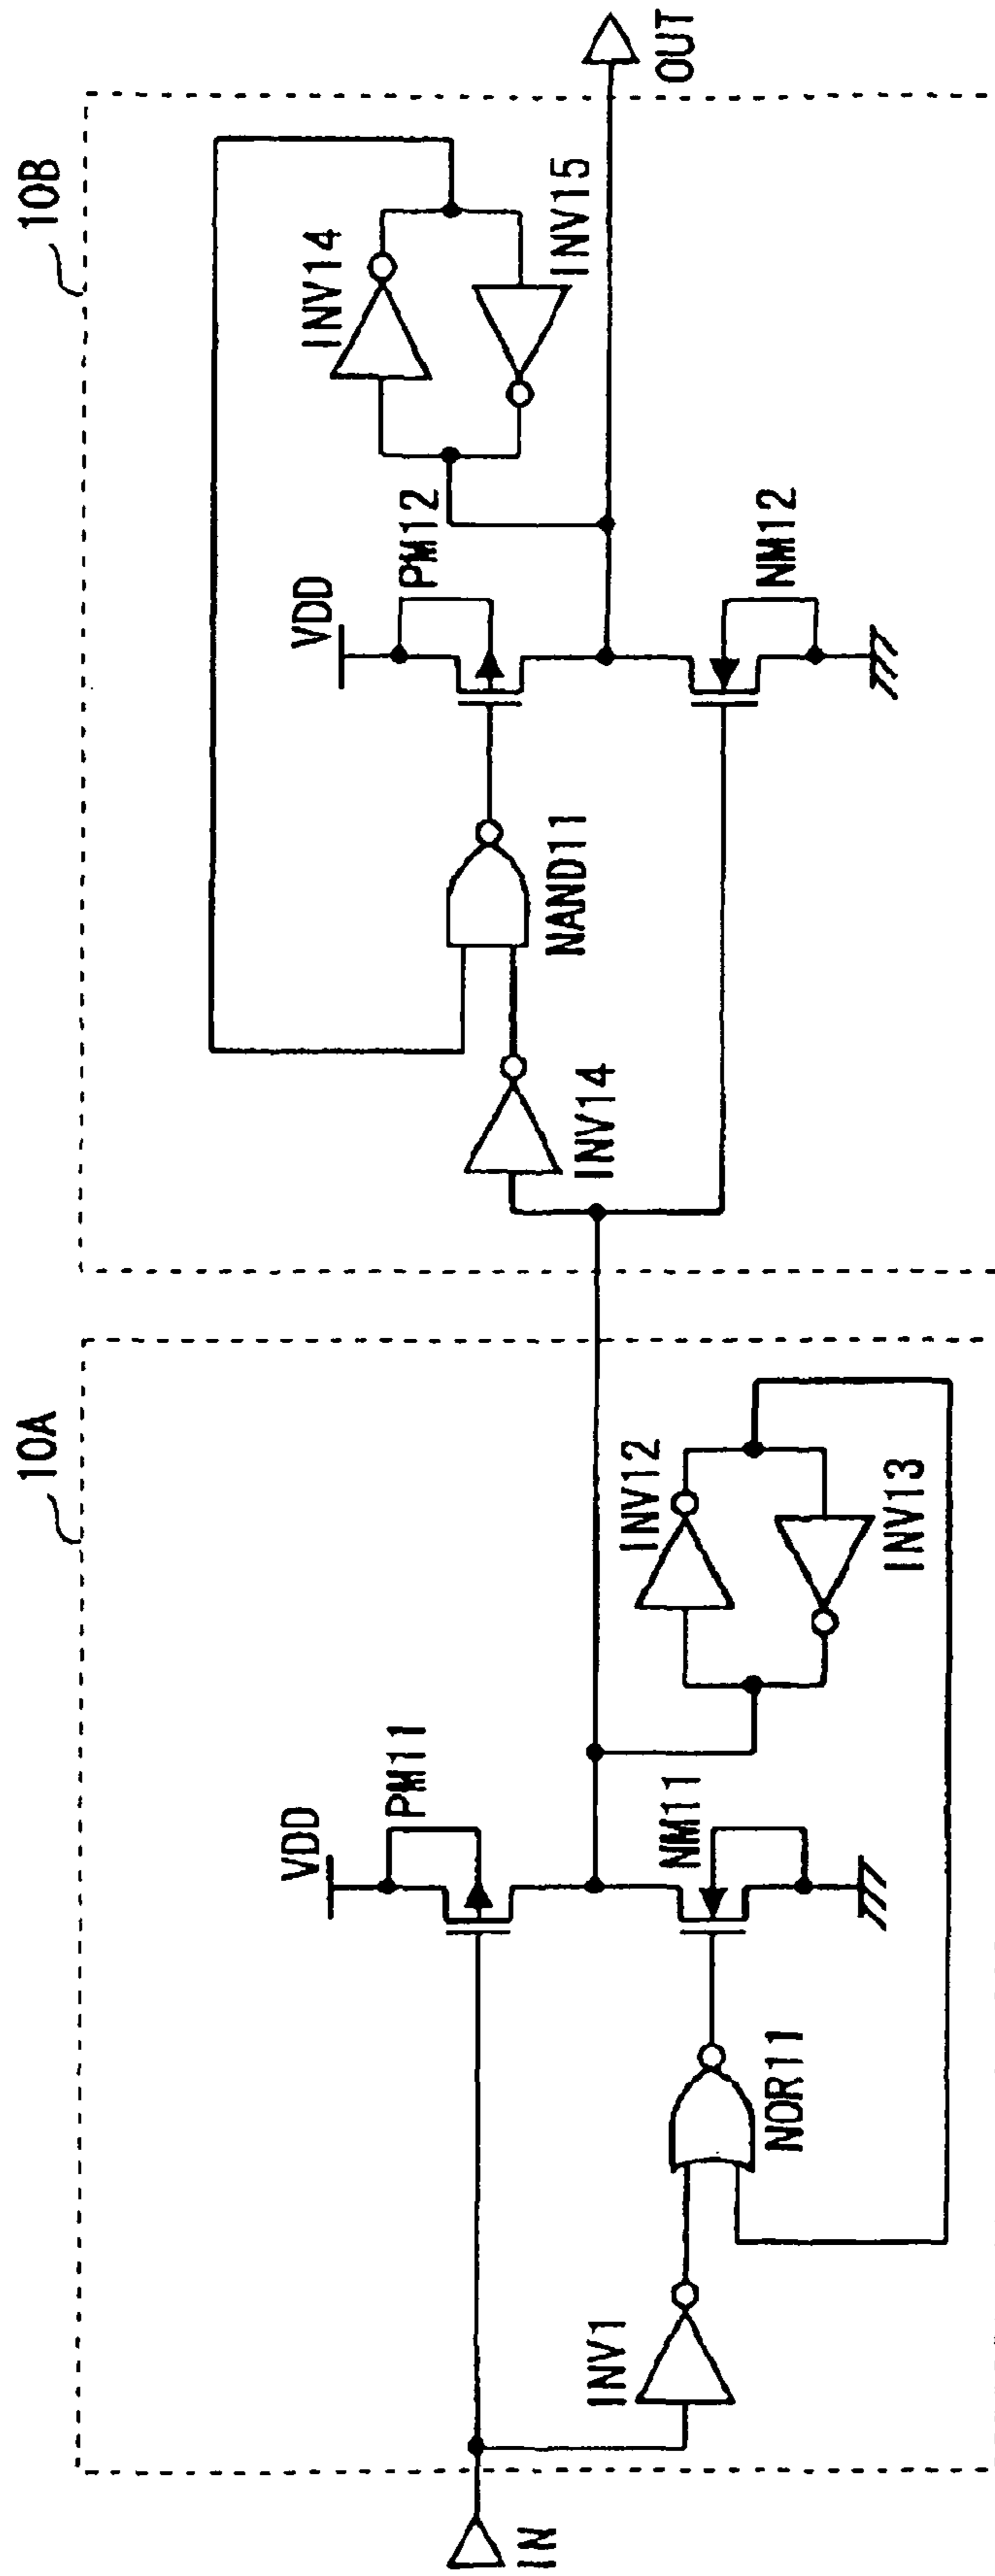 10A
10B
IN
INV1
NOR11
VDD
PM11
NM11
INV12
INV13
INV14
NAND11
VDD
PM12
NM12
INV14
INV15
OUT